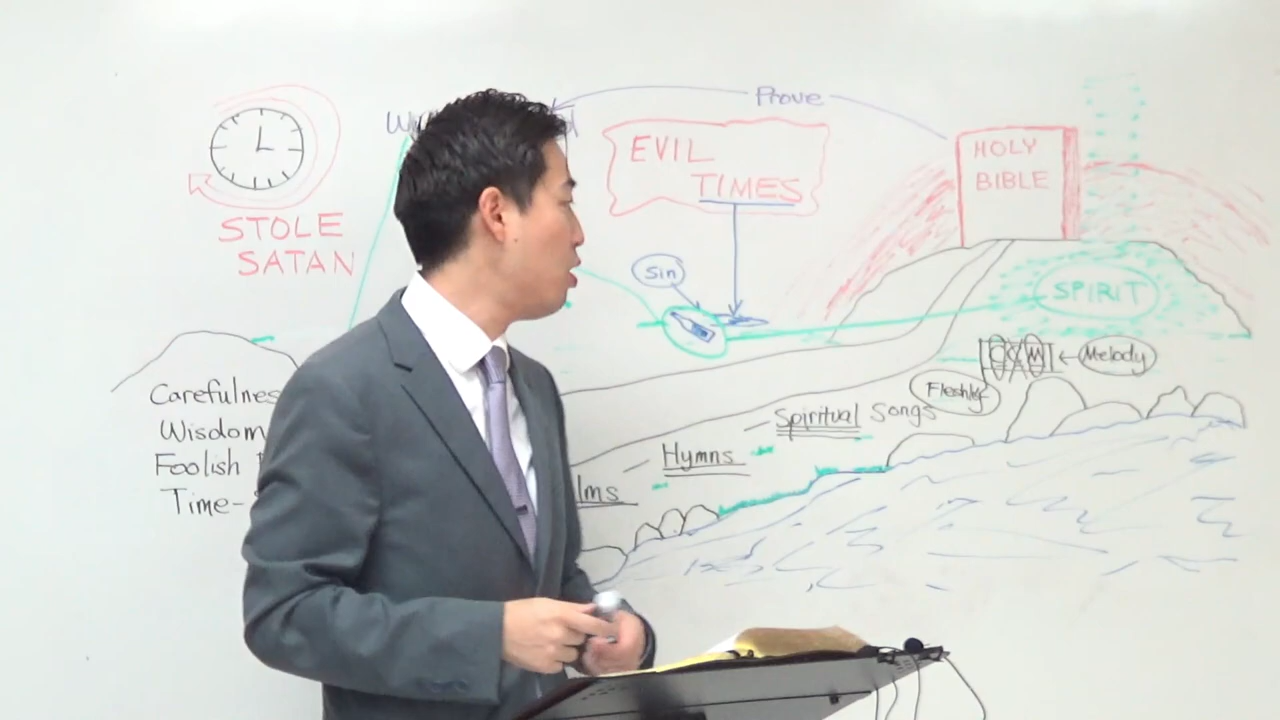 Prove
HOLY
BIBLE
EVIL
TIMES
STOLE
SATAN
Sin
SPIRIT
Melody
Fleshly
Spiritual Songs
Hymns
lms
Carefulnes
Wisdom
Foolish
Time-